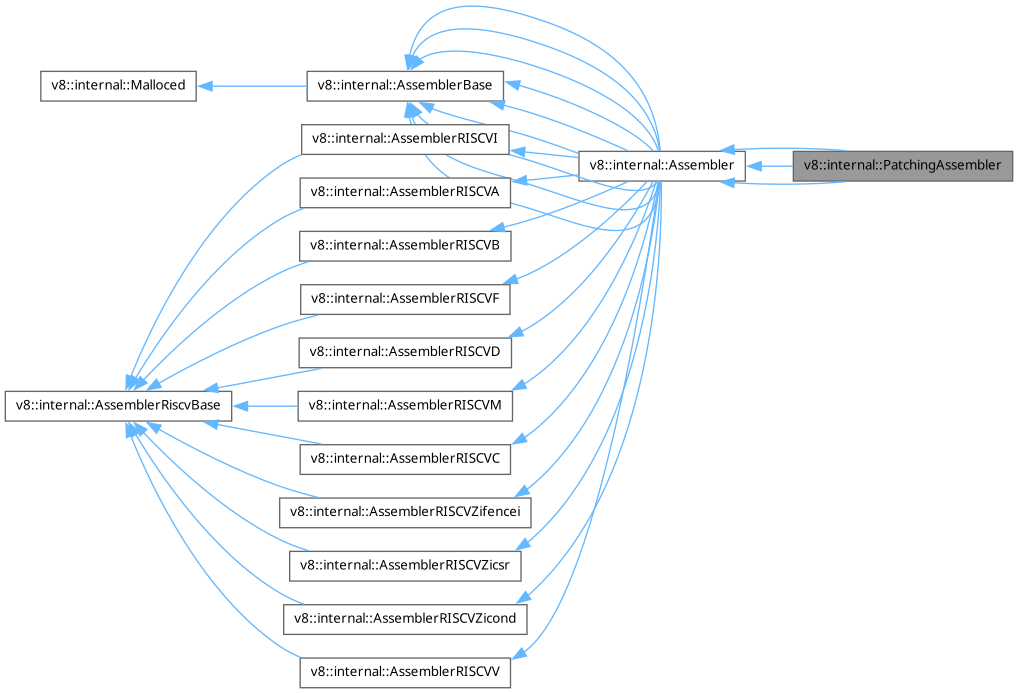 v8::internal::Malloced
v8::internal::AssemblerBase
v8::internal::AssemblerRISCVI
v8::internal::Assembler
v8::internal::PatchingAssembler
v8::internal::AssemblerRISCVA
v8::internal::AssemblerRISCVB
v8::internal::AssemblerRISCVF
v8::internal::AssemblerRISCVD
v8::internal::AssemblerRiscvBase
v8::internal::AssemblerRISCVM
v8::internal::AssemblerRISCVC
v8::internal::AssemblerRISCVZifencei
v8::internal::AssemblerRISCVZicsr
v8::internal::AssemblerRISCVZicond
v8::internal::AssemblerRISCVV